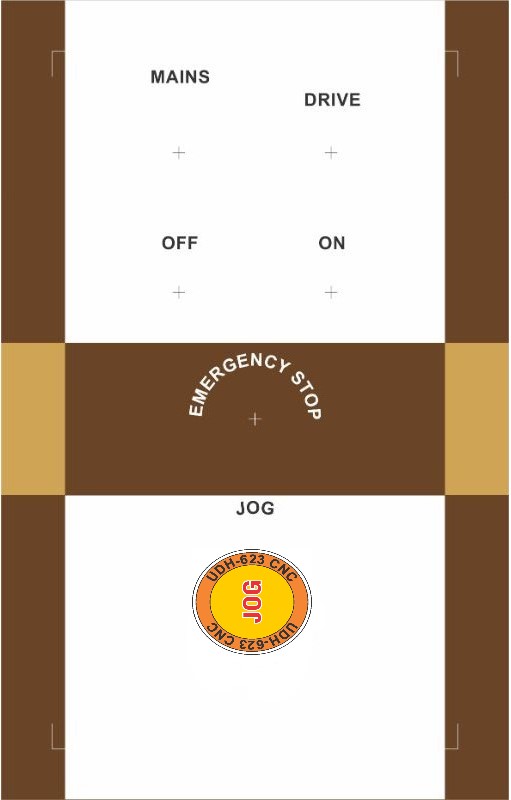 MAINS
DRIVE
OFF
ON
EMERGENCY STOP
JOG
UDH-623 CNC
JOG
UDH-623 CNC